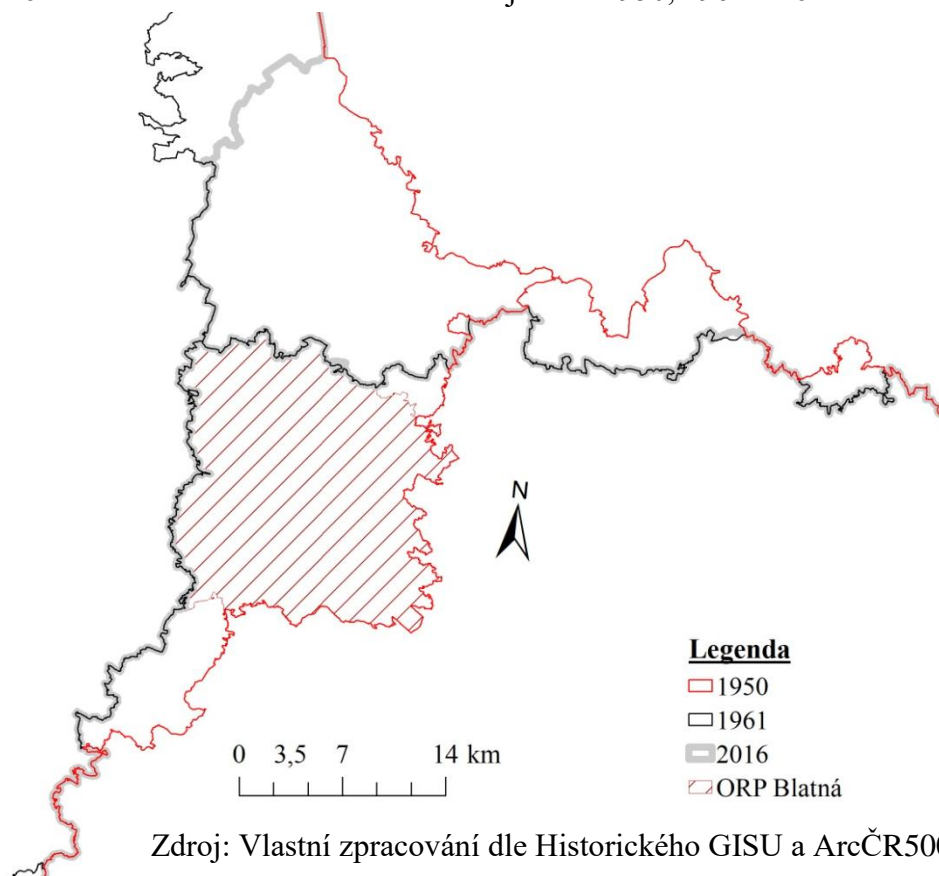 N
Legenda
1950
1961
2016
ORP Blatná
0 3,5 7 14 km
Zdroj: Vlastní zpracování dle Historického GISU a ArcČR500